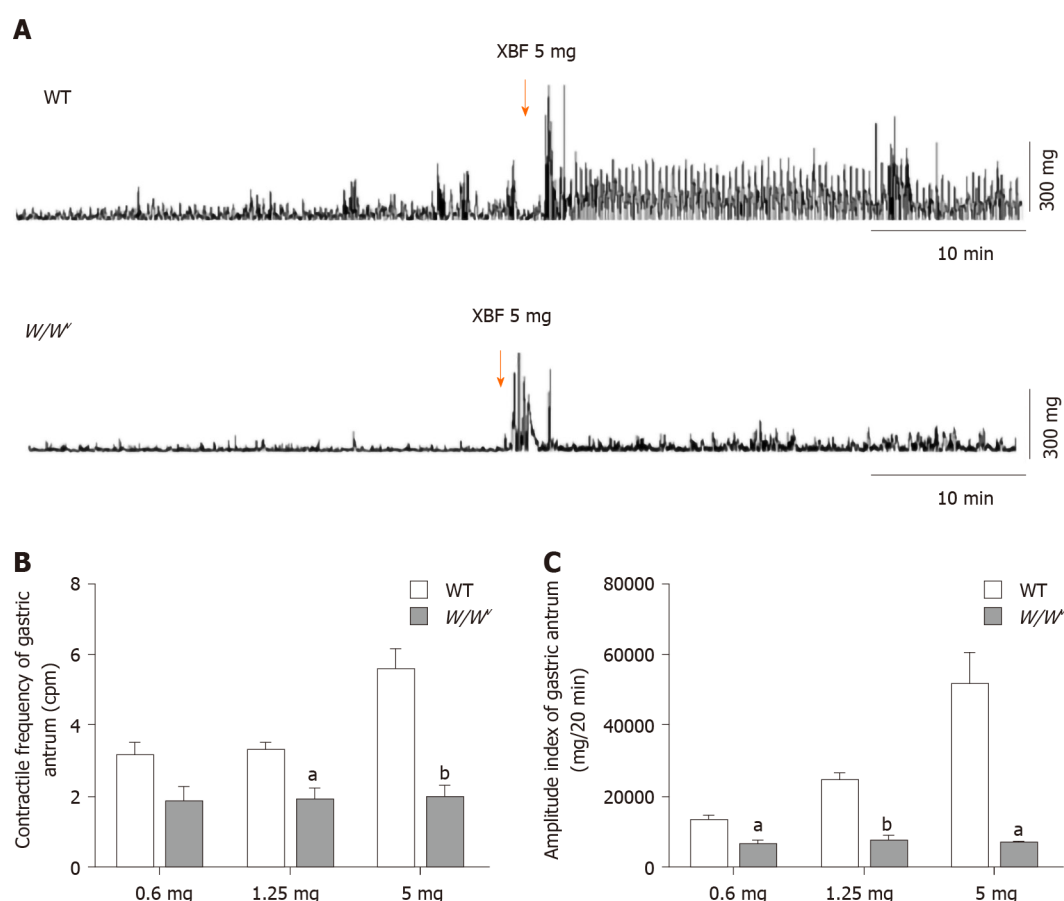 A
XBF 5 mg
WT
300 mg
10 min
XBF 5 mg
W/Wᵛ
300 mg
10 min
B
Contractile frequency of gastric
antrum (cpm)
8
6
4
2
0
WT
W/Wᵛ
a
b
0.6 mg
1.25 mg
5 mg
C
Amplitude index of gastric antrum
(mg/20 min)
80000
60000
40000
20000
0
WT
W/Wᵛ
a
b
a
0.6 mg
1.25 mg
5 mg